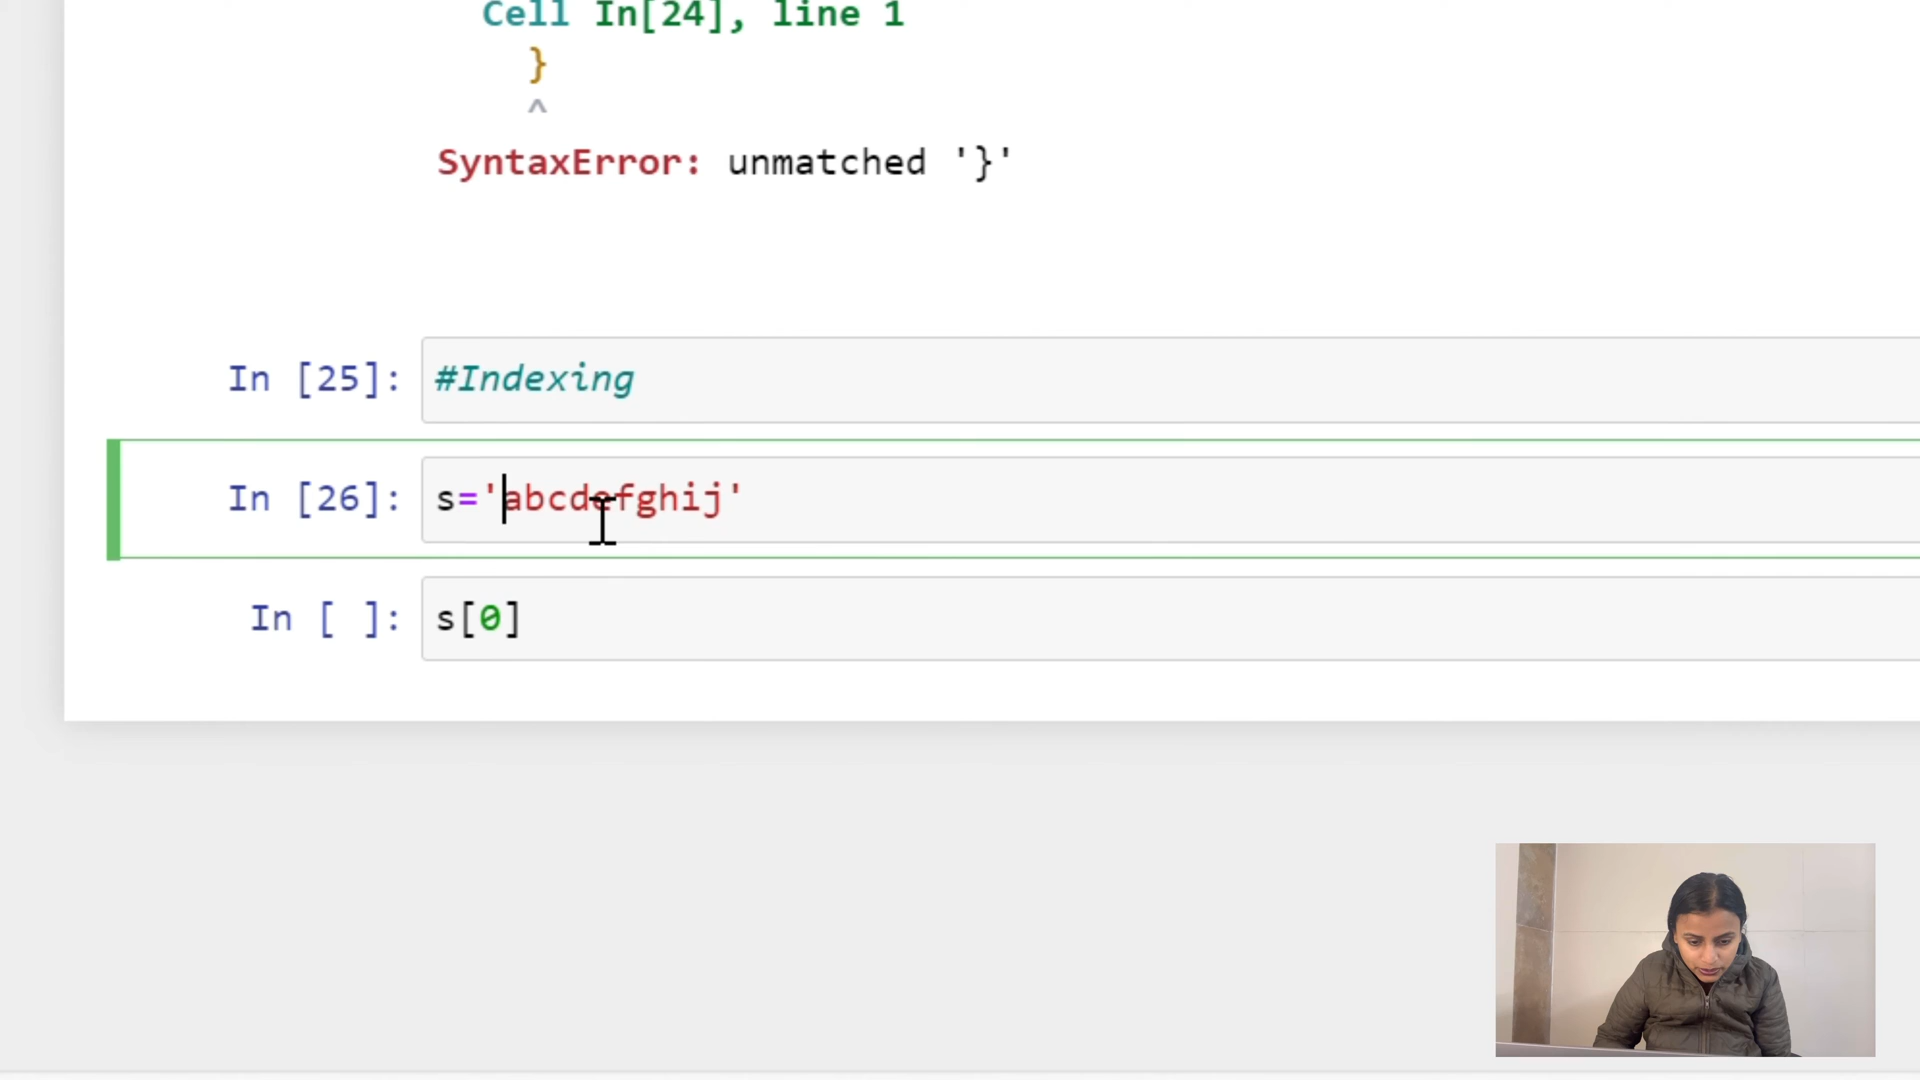 Cell In[24], line 1
}
^
SyntaxError: unmatched '}'
In [25]: #Indexing
In [26]: s='abcdefghij'
In [ ]: s[0]